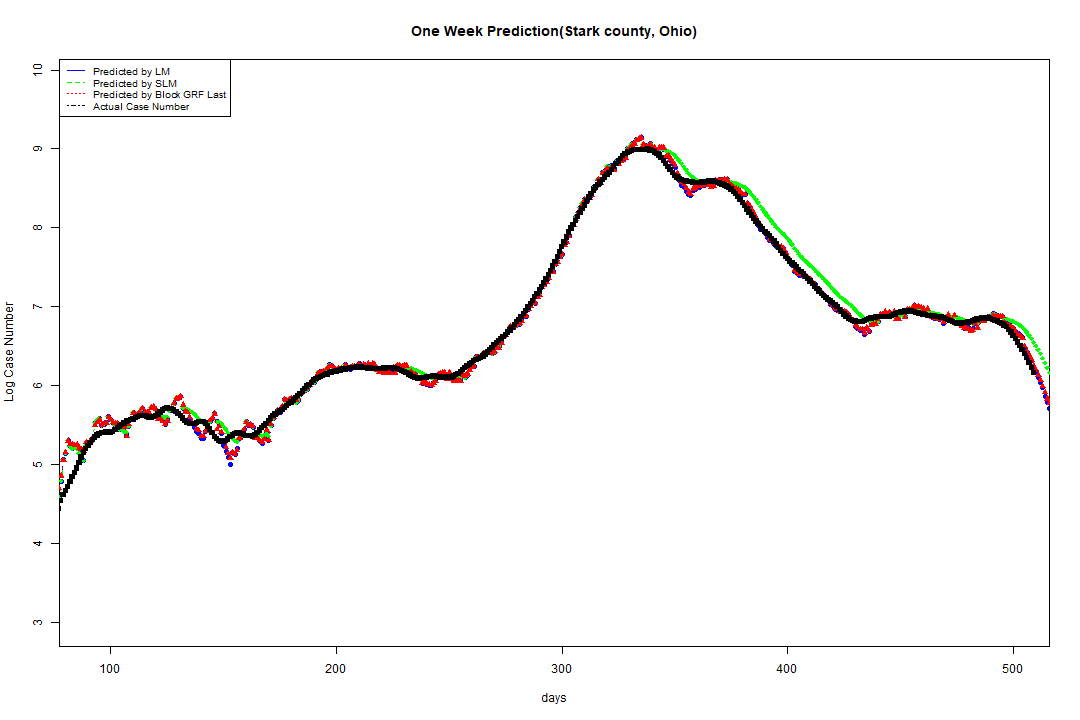 One Week Prediction(Stark county, Ohio)
Predicted by LM
Predicted by SLM
Predicted by Block GRF Last
Actual Case Number
10
9
8
7
6
5
4
3
Log Case Number
100 200 300 400 500
days